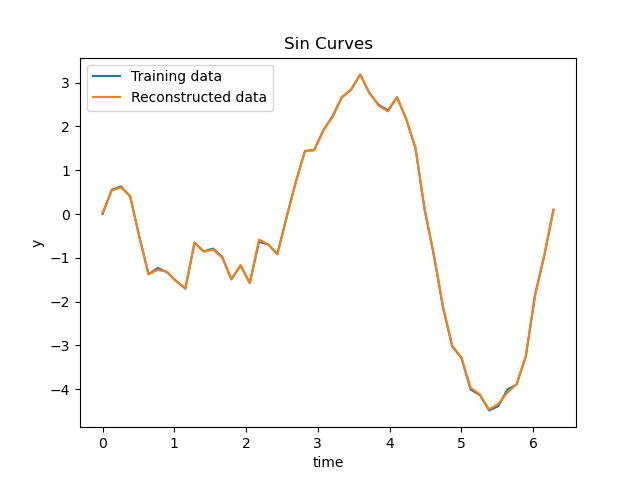 Sin Curves
Training data
Reconstructed data
3
2
1
0
−1
−2
−3
−4
y
0 1 2 3 4 5 6
time